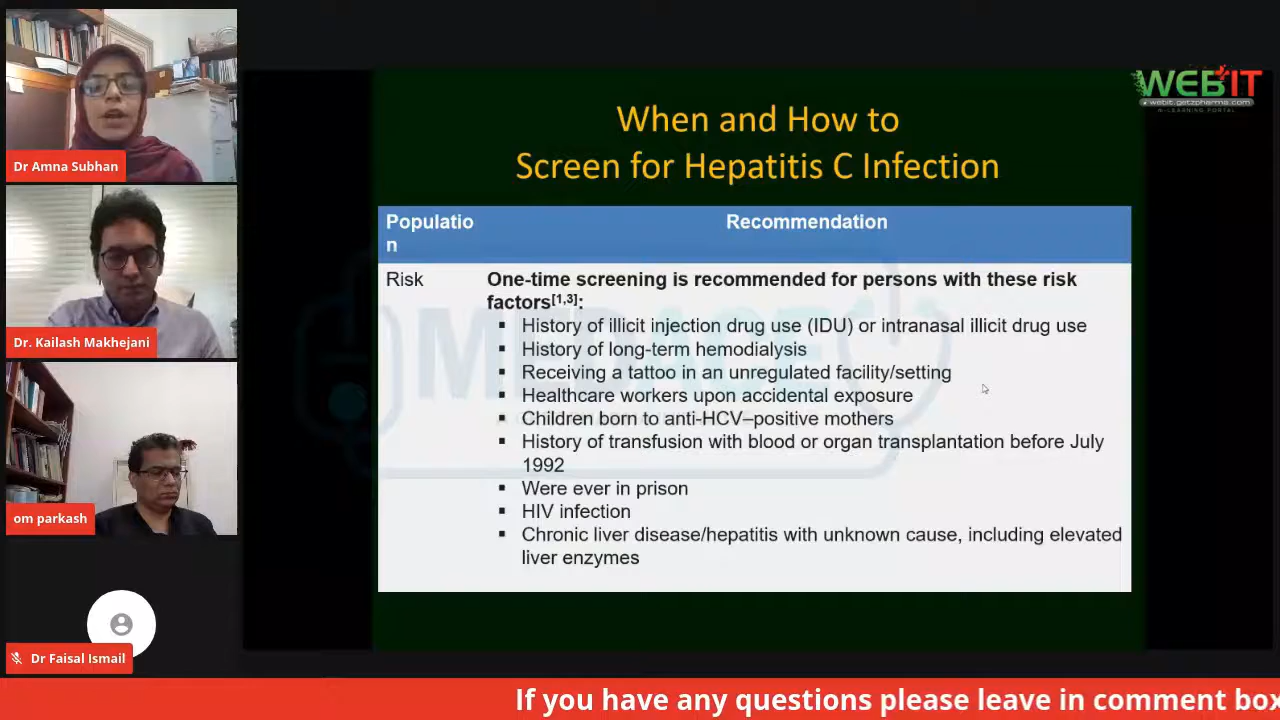 Dr Amna Subhan
Dr. Kailash Makhejani
om parkash
Dr Faisal Ismail
WEBIT
webit.getzpharma.com
E-LEARNING PORTAL
When and How to
Screen for Hepatitis C Infection
Populatio
n
Recommendation
Risk
One-time screening is recommended for persons with these risk
factors[1,3]:
▪ History of illicit injection drug use (IDU) or intranasal illicit drug use
▪ History of long-term hemodialysis
▪ Receiving a tattoo in an unregulated facility/setting
▪ Healthcare workers upon accidental exposure
▪ Children born to anti-HCV–positive mothers
▪ History of transfusion with blood or organ transplantation before July
1992
▪ Were ever in prison
▪ HIV infection
▪ Chronic liver disease/hepatitis with unknown cause, including elevated
liver enzymes
If you have any questions please leave in comment box